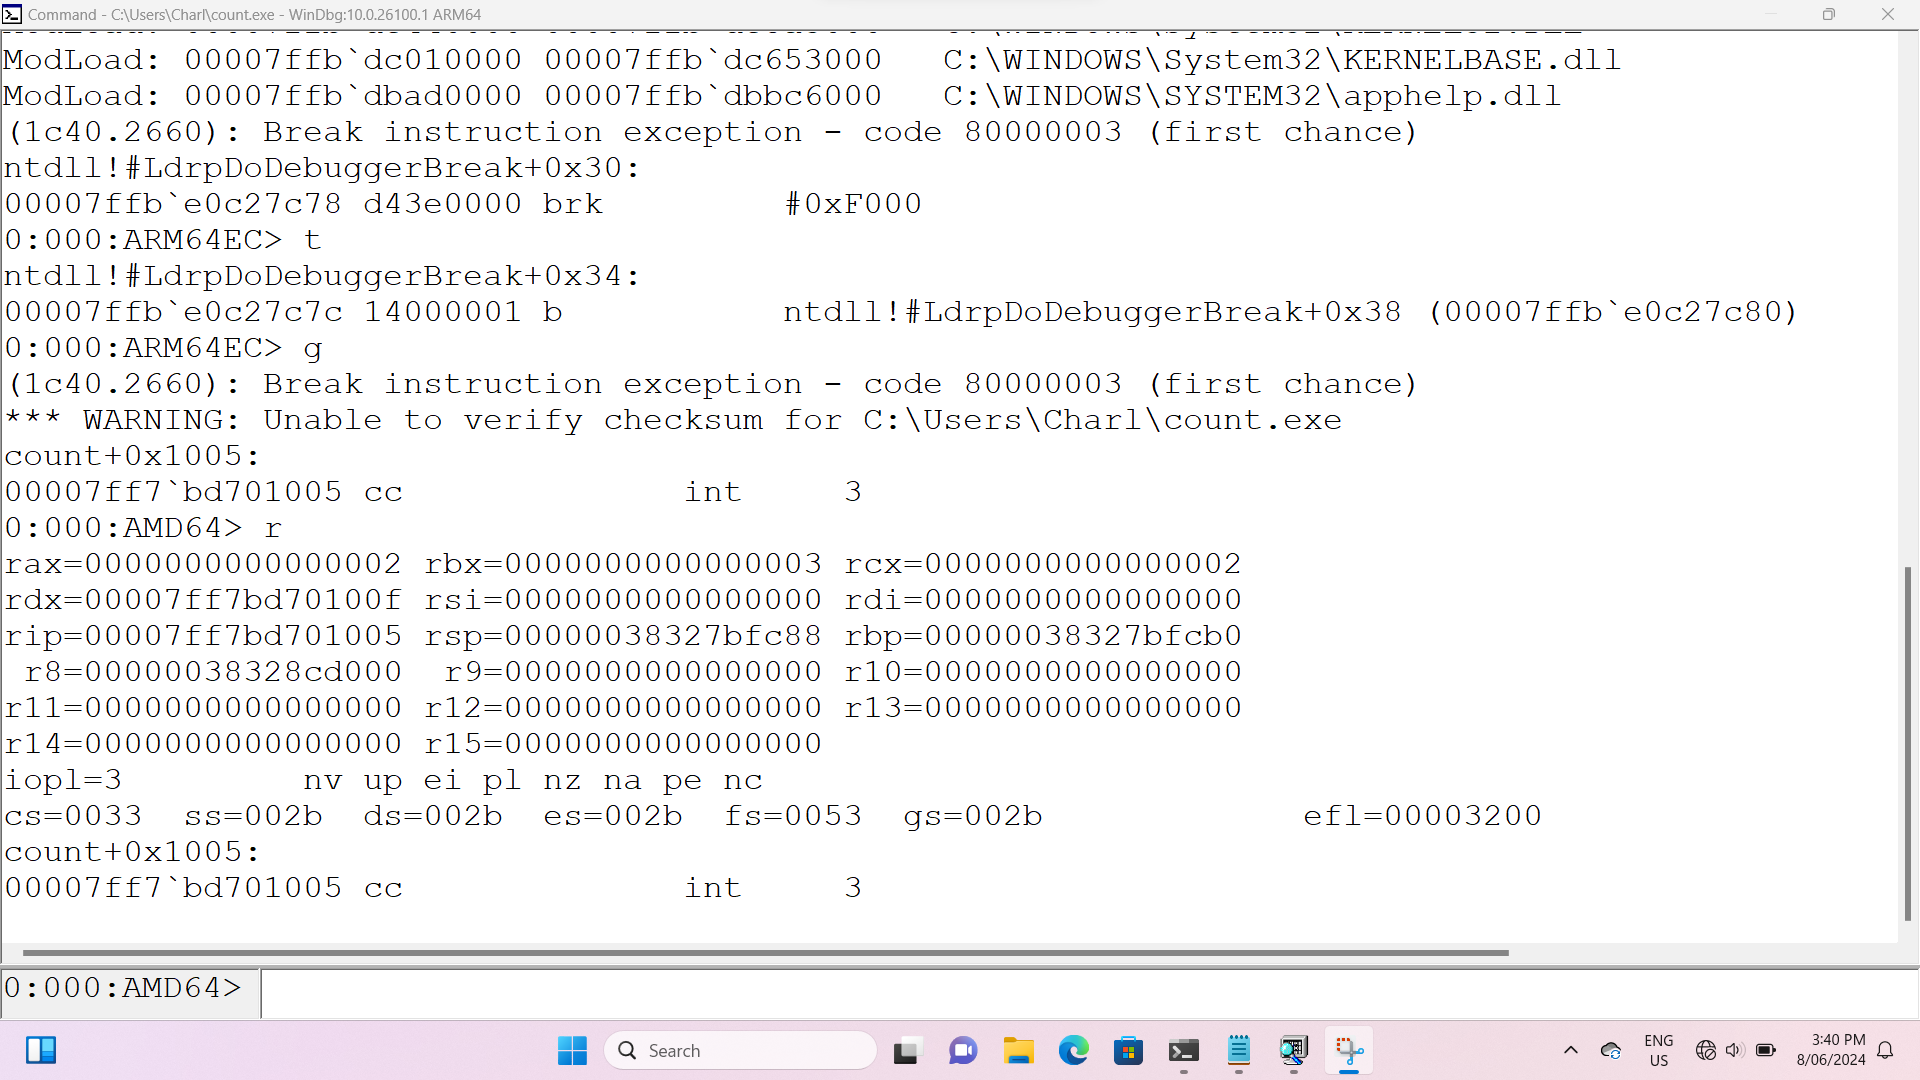 Command - C:\Users\Charl\count.exe - WinDbg:10.0.26100.1 ARM64
ModLoad: 00007ffb`dc010000 00007ffb`dc653000   C:\WINDOWS\System32\KERNELBASE.dll
ModLoad: 00007ffb`dbad0000 00007ffb`dbbc6000   C:\WINDOWS\SYSTEM32\apphelp.dll
(1c40.2660): Break instruction exception - code 80000003 (first chance)
ntdll!#LdrpDoDebuggerBreak+0x30:
00007ffb`e0c27c78 d43e0000 brk         #0xF000
0:000:ARM64EC> t
ntdll!#LdrpDoDebuggerBreak+0x34:
00007ffb`e0c27c7c 14000001 b           ntdll!#LdrpDoDebuggerBreak+0x38 (00007ffb`e0c27c80)
0:000:ARM64EC> g
(1c40.2660): Break instruction exception - code 80000003 (first chance)
*** WARNING: Unable to verify checksum for C:\Users\Charl\count.exe
count+0x1005:
00007ff7`bd701005 cc              int     3
0:000:AMD64> r
rax=0000000000000002 rbx=0000000000000003 rcx=0000000000000002
rdx=00007ff7bd70100f rsi=0000000000000000 rdi=0000000000000000
rip=00007ff7bd701005 rsp=00000038327bfc88 rbp=00000038327bfcb0
 r8=00000038328cd000  r9=0000000000000000 r10=0000000000000000
r11=0000000000000000 r12=0000000000000000 r13=0000000000000000
r14=0000000000000000 r15=0000000000000000
iopl=3         nv up ei pl nz na pe nc
cs=0033  ss=002b  ds=002b  es=002b  fs=0053  gs=002b             efl=00003200
count+0x1005:
00007ff7`bd701005 cc              int     3
0:000:AMD64>
Search
ENG
US
3:40 PM
8/06/2024